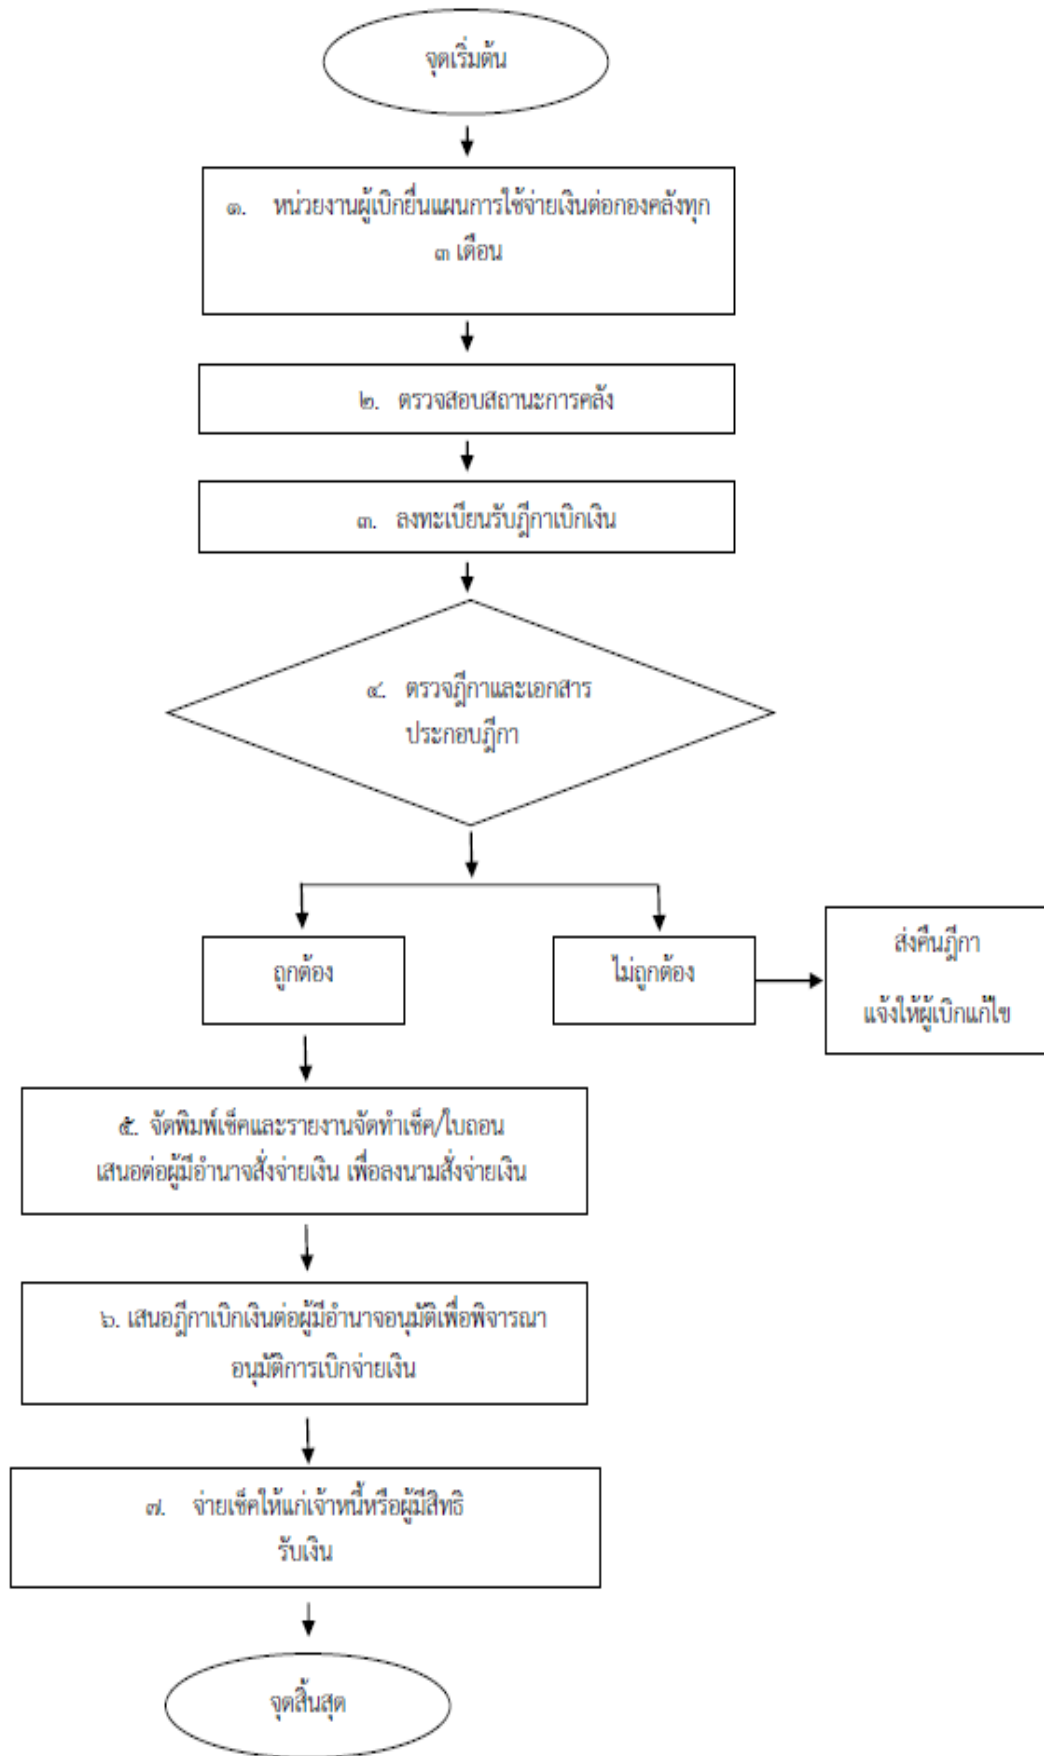 จุดเริ่มต้น
๑. หน่วยงานผู้เบิกยื่นแผนการใช้จ่ายเงินต่อกองคลังทุก
๓ เดือน
๒. ตรวจสอบสถานะการคลัง
๓. ลงทะเบียนรับฎีกาเบิกเงิน
๔. ตรวจฎีกาและเอกสาร
ประกอบฎีกา
ถูกต้อง
ไม่ถูกต้อง
ส่งคืนฎีกา
แจ้งให้ผู้เบิกแก้ไข
๕. จัดพิมพ์เช็คและรายงานจัดทำเช็ค/ใบถอน
เสนอต่อผู้มีอำนาจสั่งจ่ายเงิน เพื่อลงนามสั่งจ่ายเงิน
๖. เสนอฎีกาเบิกเงินต่อผู้มีอำนาจอนุมัติเพื่อพิจารณา
อนุมัติการเบิกจ่ายเงิน
๗. จ่ายเช็คให้แก่เจ้าหนี้หรือผู้มีสิทธิ
รับเงิน
จุดสิ้นสุด